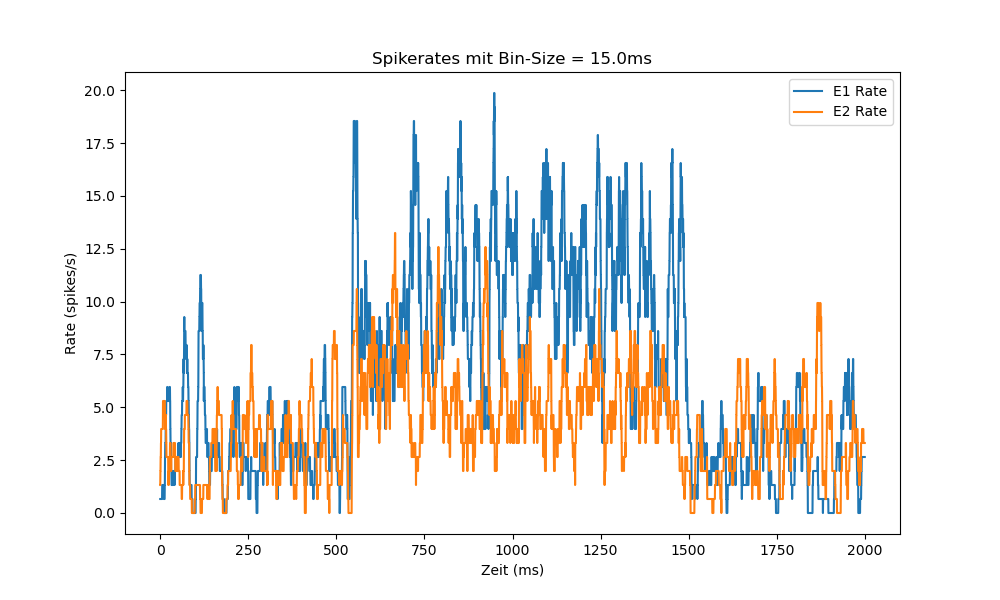 Spikerates mit Bin-Size = 15.0ms
E1 Rate
E2 Rate
20.0
17.5
15.0
12.5
10.0
7.5
5.0
2.5
0.0
Rate (spikes/s)
0 250 500 750 1000 1250 1500 1750 2000
Zeit (ms)